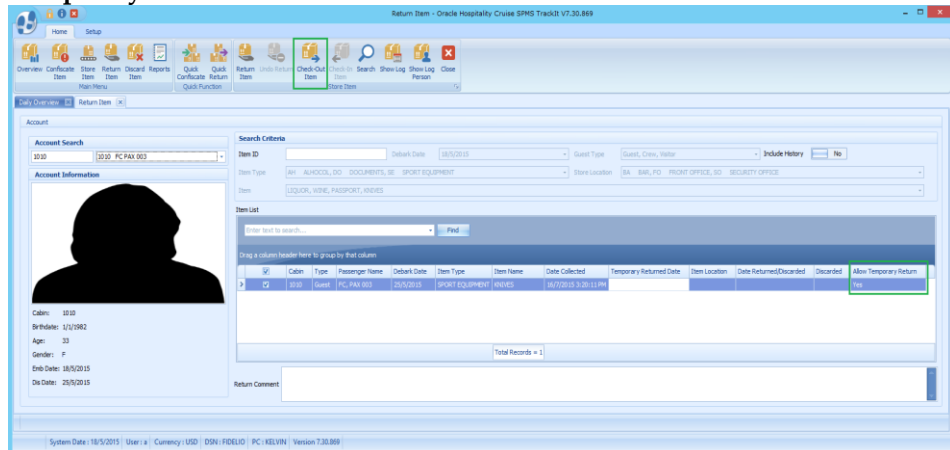 Return Item - Oracle Hospitality Cruise SPMS TrackIt V7.30.869
Home Setup
Overview Confiscate Item Store Item Return Item Discard Item Reports Quick Confiscate Quick Return Return Item Undo Return Check-Out Item Check-In Item Search Show Log Show Log Person Close
Main Menu Quick Function Store Item
Daily Overview Return Item
Account
Account Search
1010 1010 FC PAX 003
Account Information
Cabin: 1010
Birthdate: 1/1/1982
Age: 33
Gender: F
Emb Date: 18/5/2015
Dis Date: 25/5/2015
Search Criteria
Item ID Debark Date 18/5/2015 Guest Type Guest, Crew, Visitor Include History No
Item Type AH ALHOCOL, DO DOCUMENTS, SE SPORT EQUIPMENT Store Location BA BAR, FO FRONT OFFICE, SO SECURITY OFFICE
Item LIQUOR, WINE, PASSPORT, KNIVES
Item List
Enter text to search... Find
Drag a column header here to group by that column
Cabin Type Passenger Name Debark Date Item Type Item Name Date Collected Temporary Returned Date Item Location Date Returned/Discarded Discarded Allow Temporary Return
1010 Guest FC, PAX 003 25/5/2015 SPORT EQUIPMENT KNIVES 16/7/2015 3:20:11 PM Yes
Total Records = 1
Return Comment
System Date : 18/5/2015 User : a Currency : USD DSN : FIDELIO PC : KELVIN Version 7.30.869